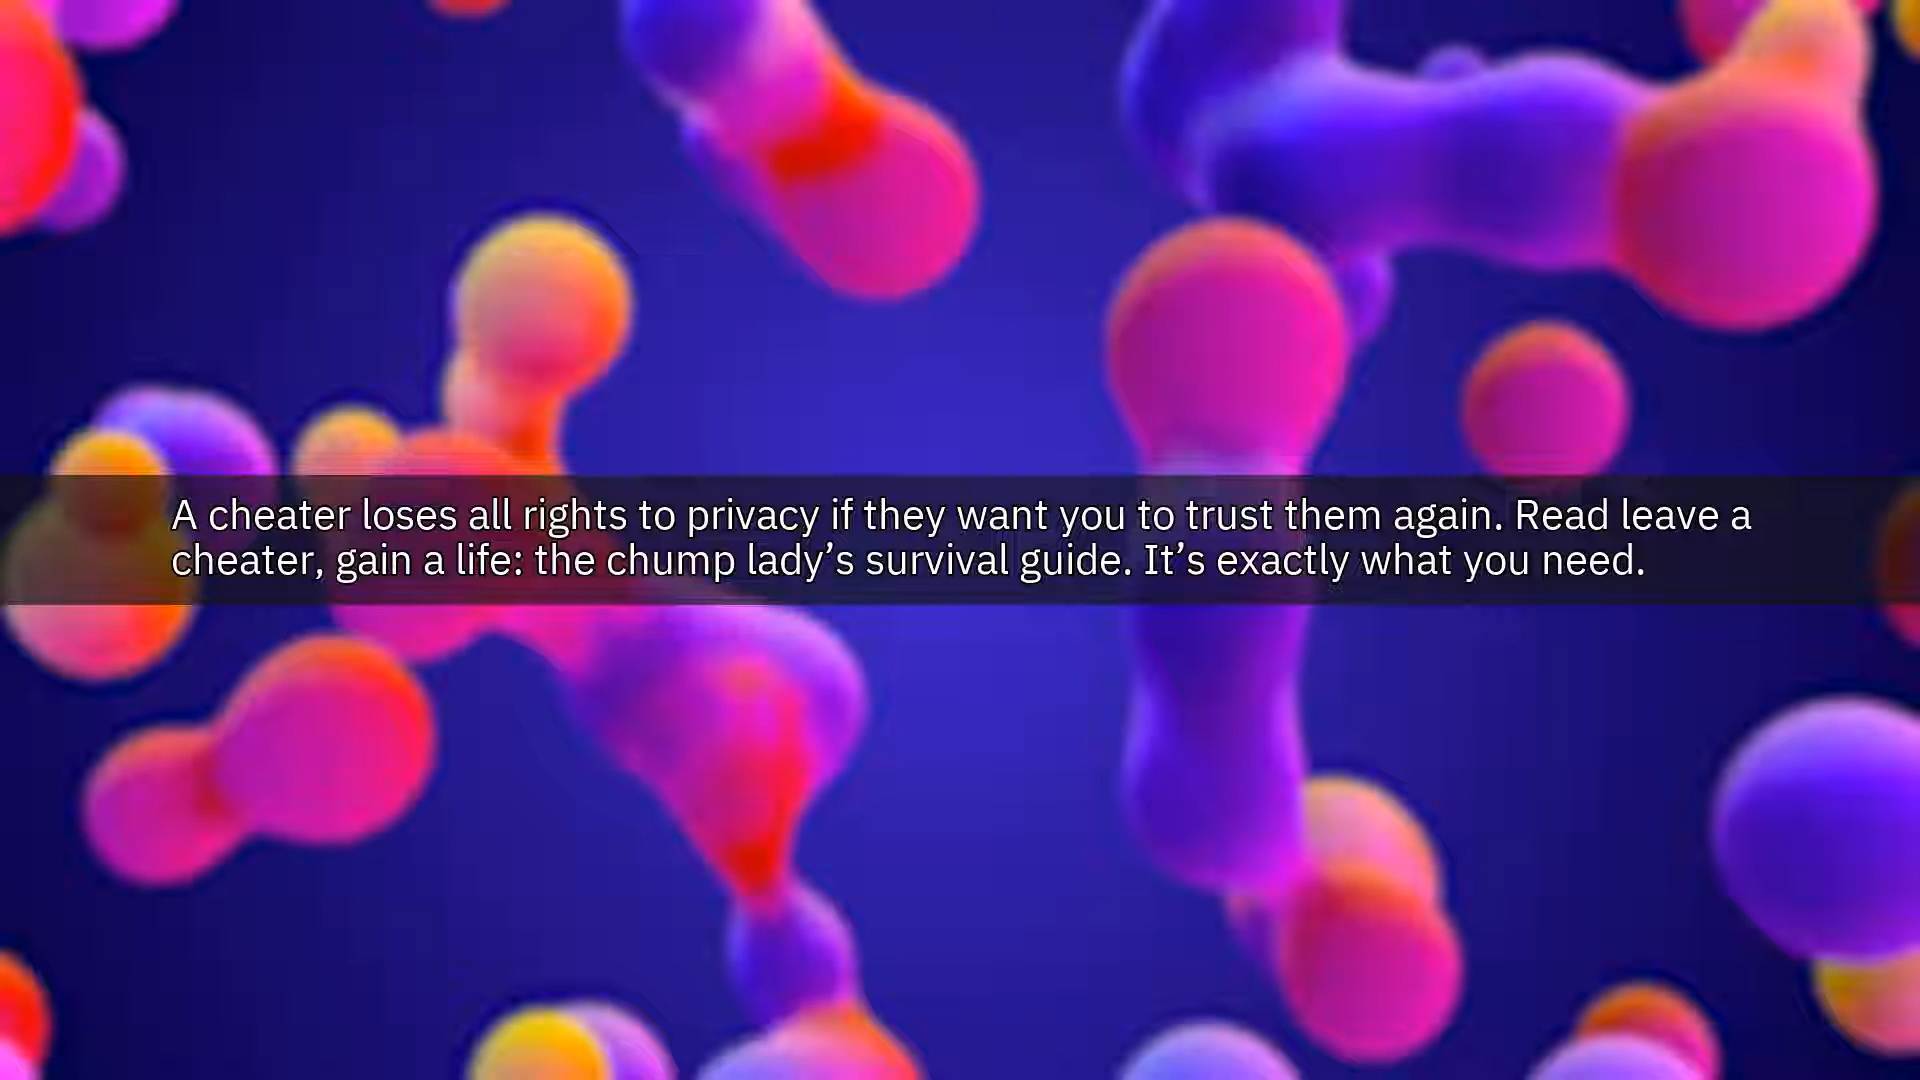 A cheater loses all rights to privacy if they want you to trust them again. Read leave a
cheater, gain a life: the chump lady’s survival guide. It’s exactly what you need.